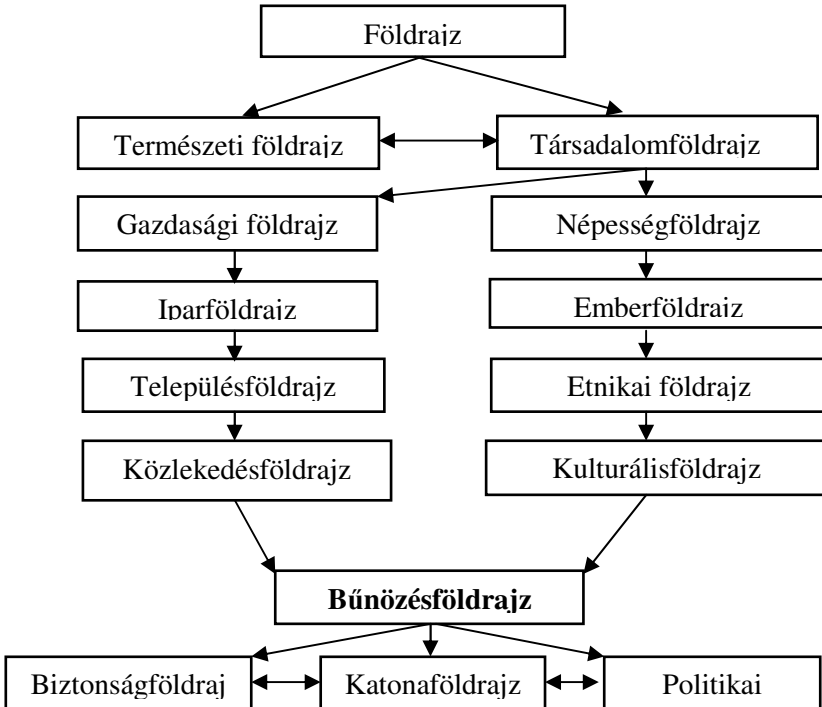 Földrajz
Természeti földrajz
Társadalomföldrajz
Gazdasági földrajz
Népességföldrajz
Iparföldrajz
Emberföldrajz
Településföldrajz
Etnikai földrajz
Közlekedésföldrajz
Kulturálisföldrajz
Bűnözésföldrajz
Biztonságföldraj
Katonaföldrajz
Politikai